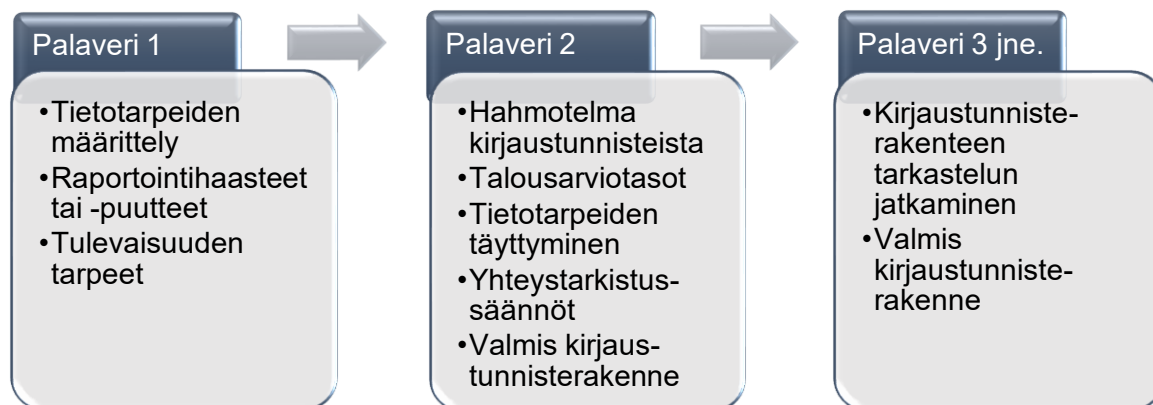 Palaveri 1
•Tietotarpeiden
määrittely
•Raportointihaasteet
tai -puutteet
•Tulevaisuuden
tarpeet
Palaveri 2
•Hahmotelma
kirjaustunnisteista
•Talousarviotasot
•Tietotarpeiden
täyttyminen
•Yhteystarkistus-
säännöt
•Valmis kirjaus-
tunnisterakenne
Palaveri 3 jne.
•Kirjaustunniste-
rakenteen
tarkastelun
jatkaminen
•Valmis
kirjaustunniste-
rakenne